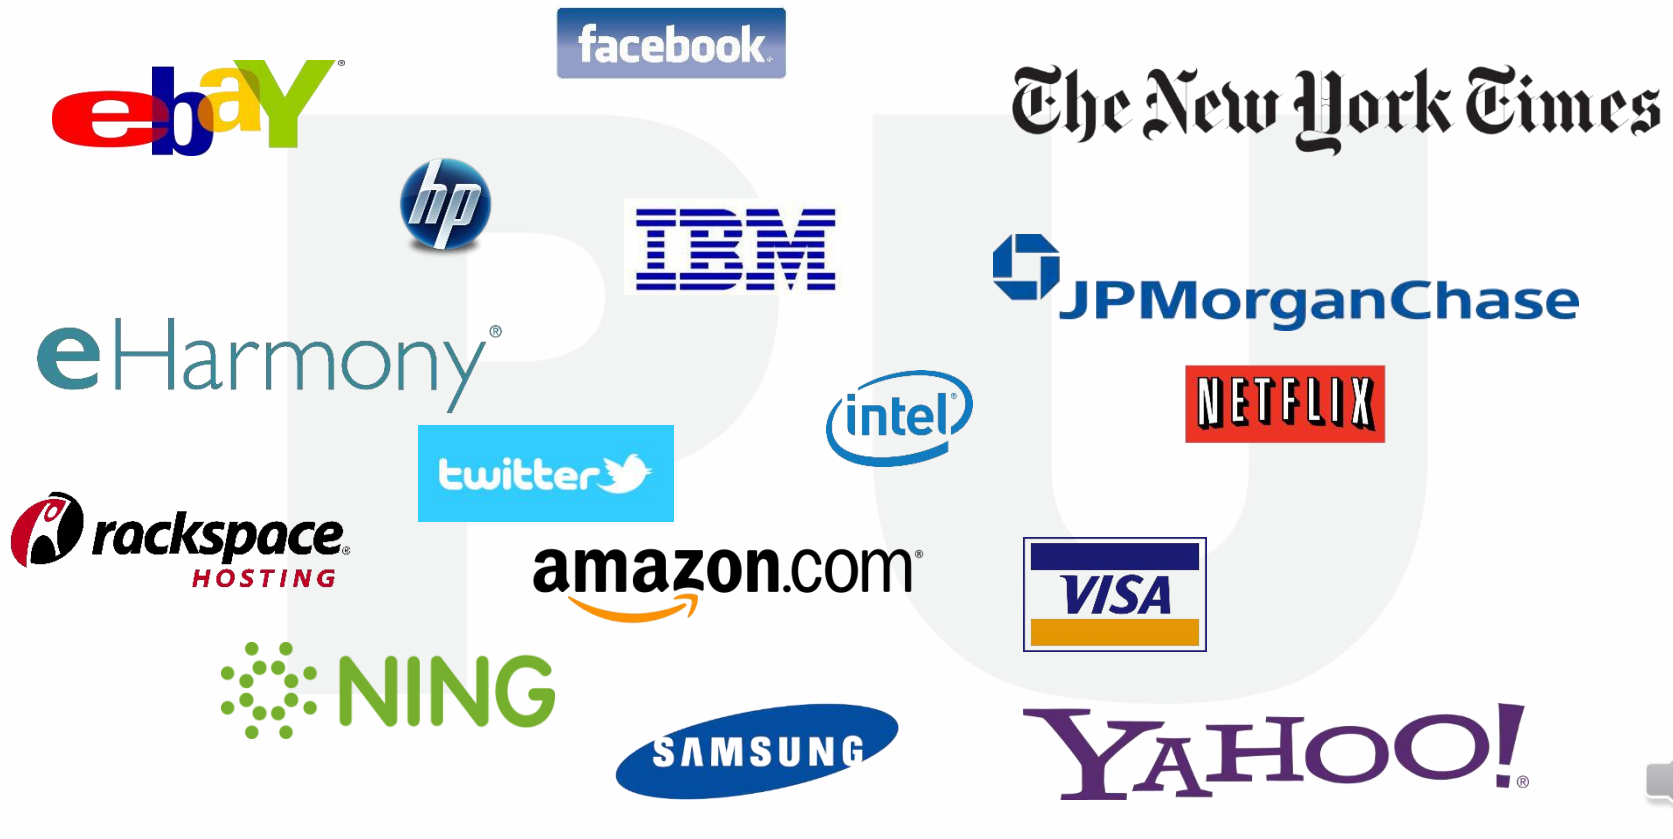 facebook®
ebaY®
The New York Times
hp
IBM
JPMorganChase
eHarmony®
intel®
NETFLIX
twitter
rackspace®
HOSTING
amazon.com®
VISA
NING
SAMSUNG
YAHOO!®
PU